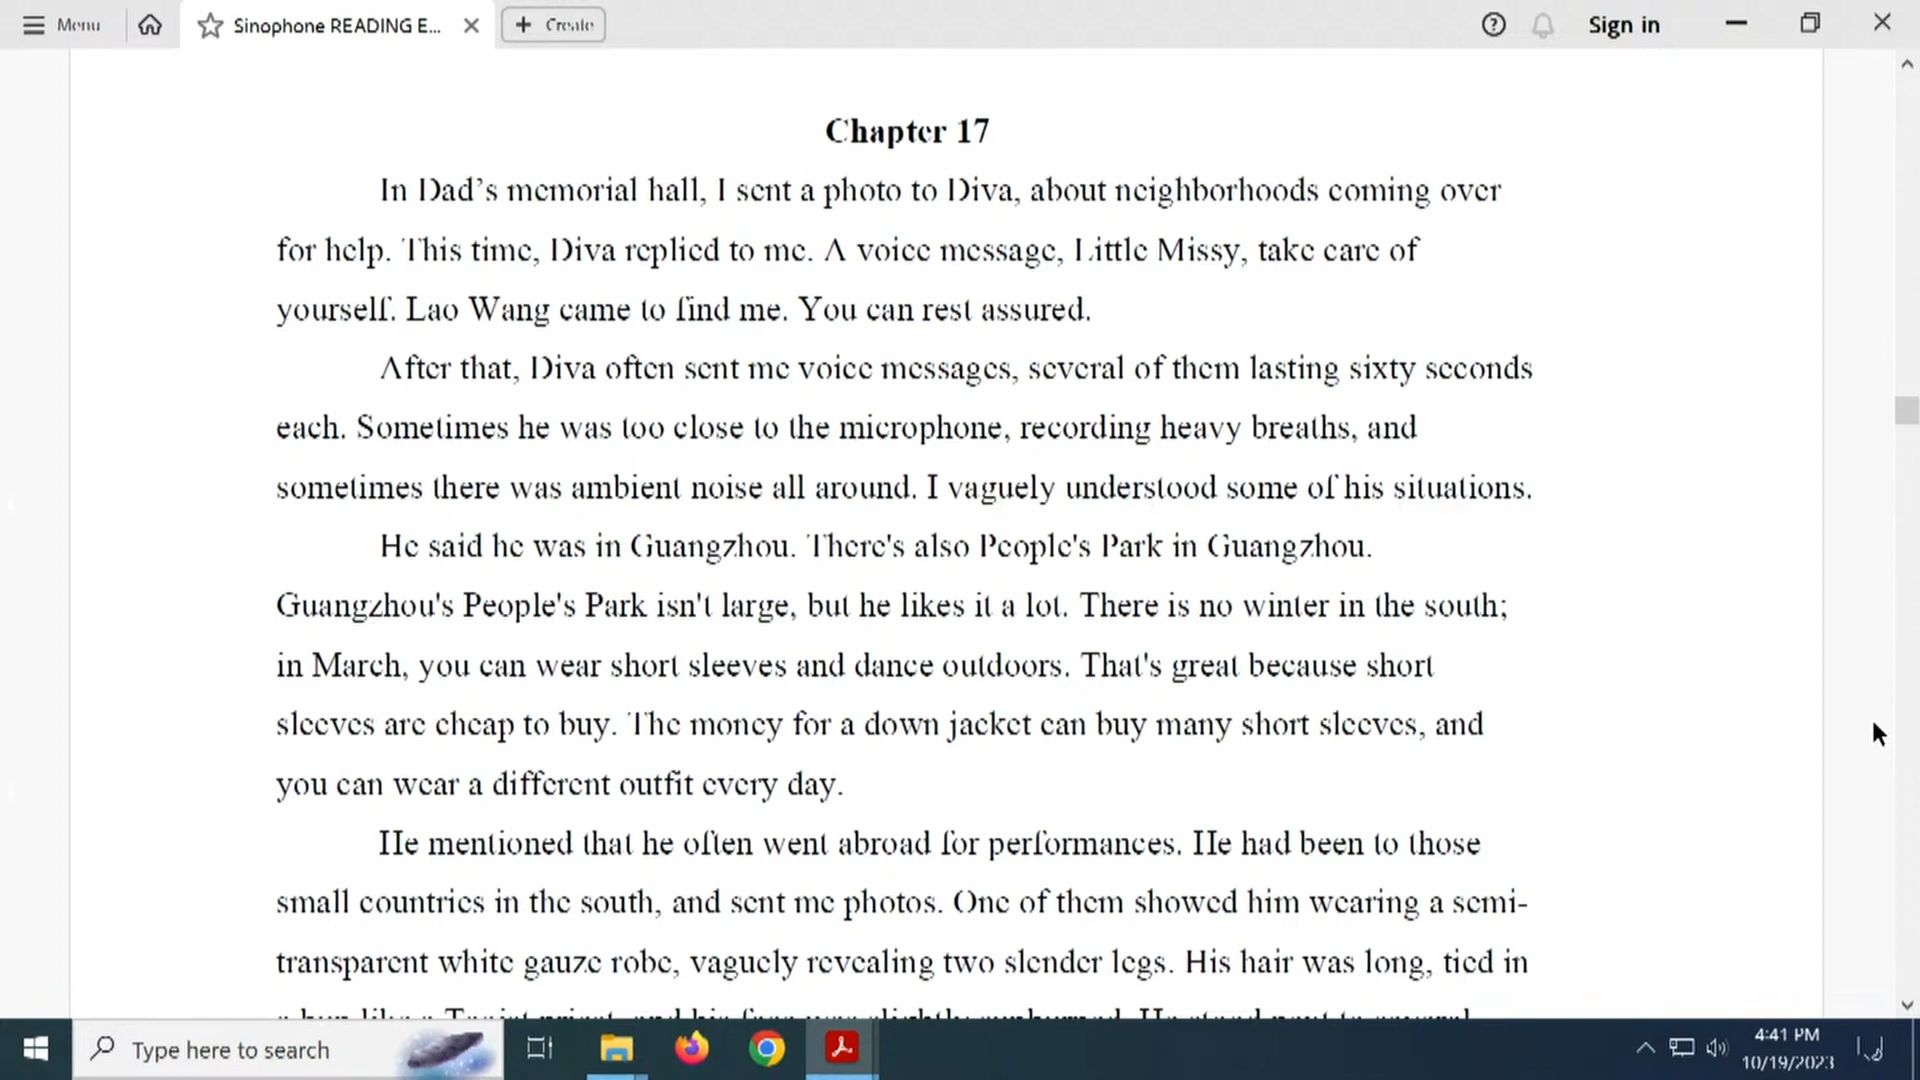 Menu
Sinophone READING E...
Create
Sign in
Chapter 17
In Dad’s memorial hall, I sent a photo to Diva, about neighborhoods coming over
for help. This time, Diva replied to me. A voice message, Little Missy, take care of
yourself. Lao Wang came to find me. You can rest assured.
After that, Diva often sent me voice messages, several of them lasting sixty seconds
each. Sometimes he was too close to the microphone, recording heavy breaths, and
sometimes there was ambient noise all around. I vaguely understood some of his situations.
He said he was in Guangzhou. There's also People's Park in Guangzhou.
Guangzhou's People's Park isn't large, but he likes it a lot. There is no winter in the south;
in March, you can wear short sleeves and dance outdoors. That's great because short
sleeves are cheap to buy. The money for a down jacket can buy many short sleeves, and
you can wear a different outfit every day.
He mentioned that he often went abroad for performances. He had been to those
small countries in the south, and sent me photos. One of them showed him wearing a semi-
transparent white gauze robe, vaguely revealing two slender legs. His hair was long, tied in
Type here to search
4:41 PM
10/19/2023